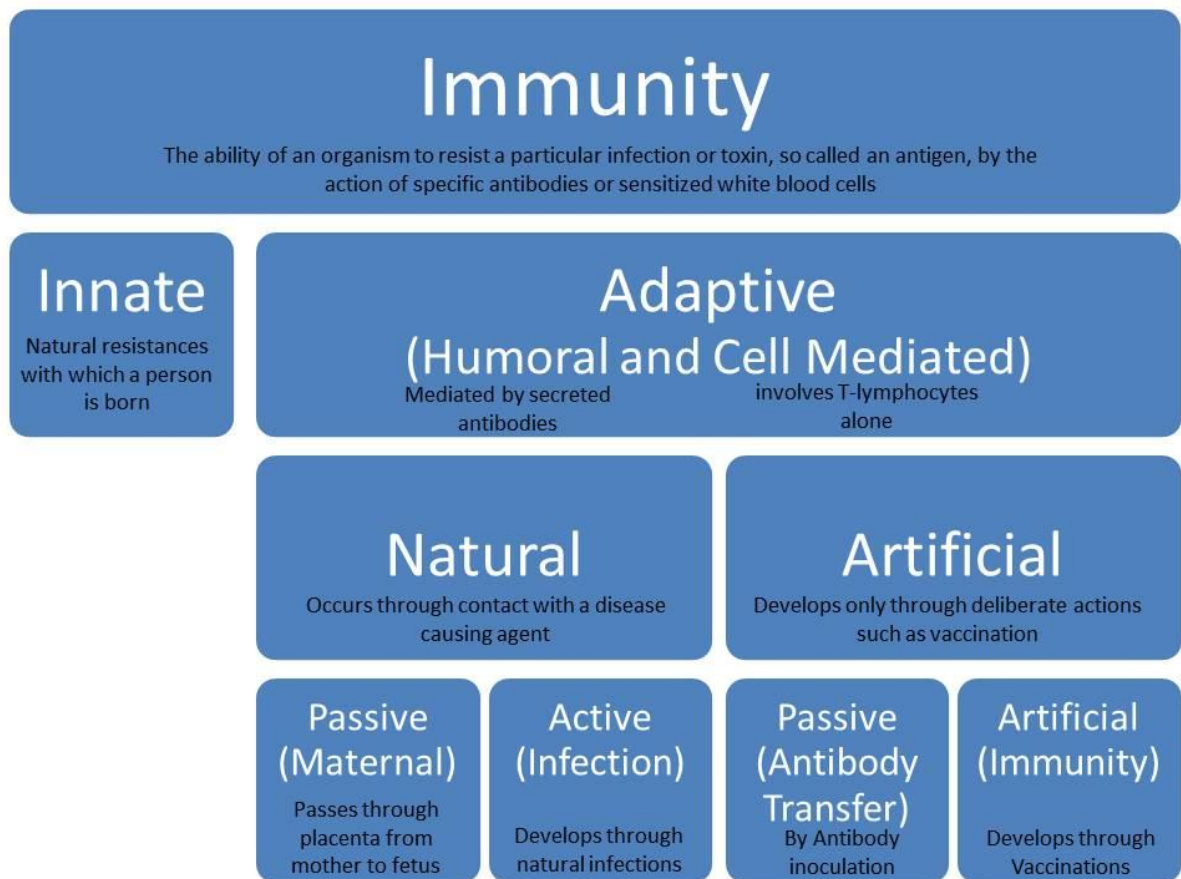 Immunity
The ability of an organism to resist a particular infection or toxin, so called an antigen, by the
action of specific antibodies or sensitized white blood cells
Innate
Natural resistances
with which a person
is born
Adaptive
(Humoral and Cell Mediated)
Mediated by secreted
antibodies
involves T-lymphocytes
alone
Natural
Occurs through contact with a disease
causing agent
Artificial
Develops only through deliberate actions
such as vaccination
Passive
(Maternal)
Passes through
placenta from
mother to fetus
Active
(Infection)
Develops through
natural infections
Passive
(Antibody
Transfer)
By Antibody
inoculation
Artificial
(Immunity)
Develops through
Vaccinations